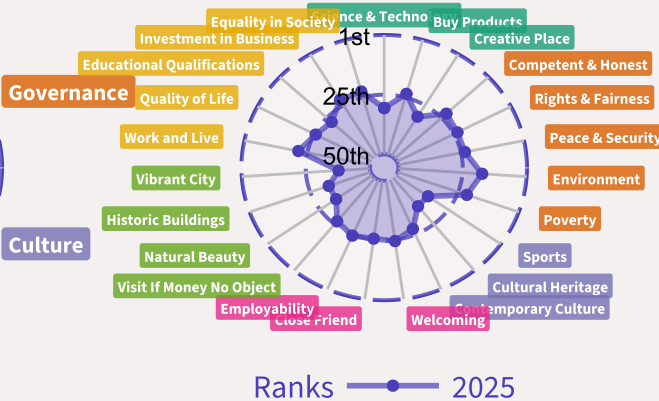 Equality in Society
Science & Technology
Buy Products
Investment in Business
1st
Creative Place
Educational Qualifications
Competent & Honest
Governance
Quality of Life
25th
Rights & Fairness
Work and Live
Peace & Security
50th
Vibrant City
Environment
Historic Buildings
Poverty
Culture
Natural Beauty
Sports
Visit If Money No Object
Cultural Heritage
Employability
Contemporary Culture
Close Friend
Welcoming
Ranks
2025